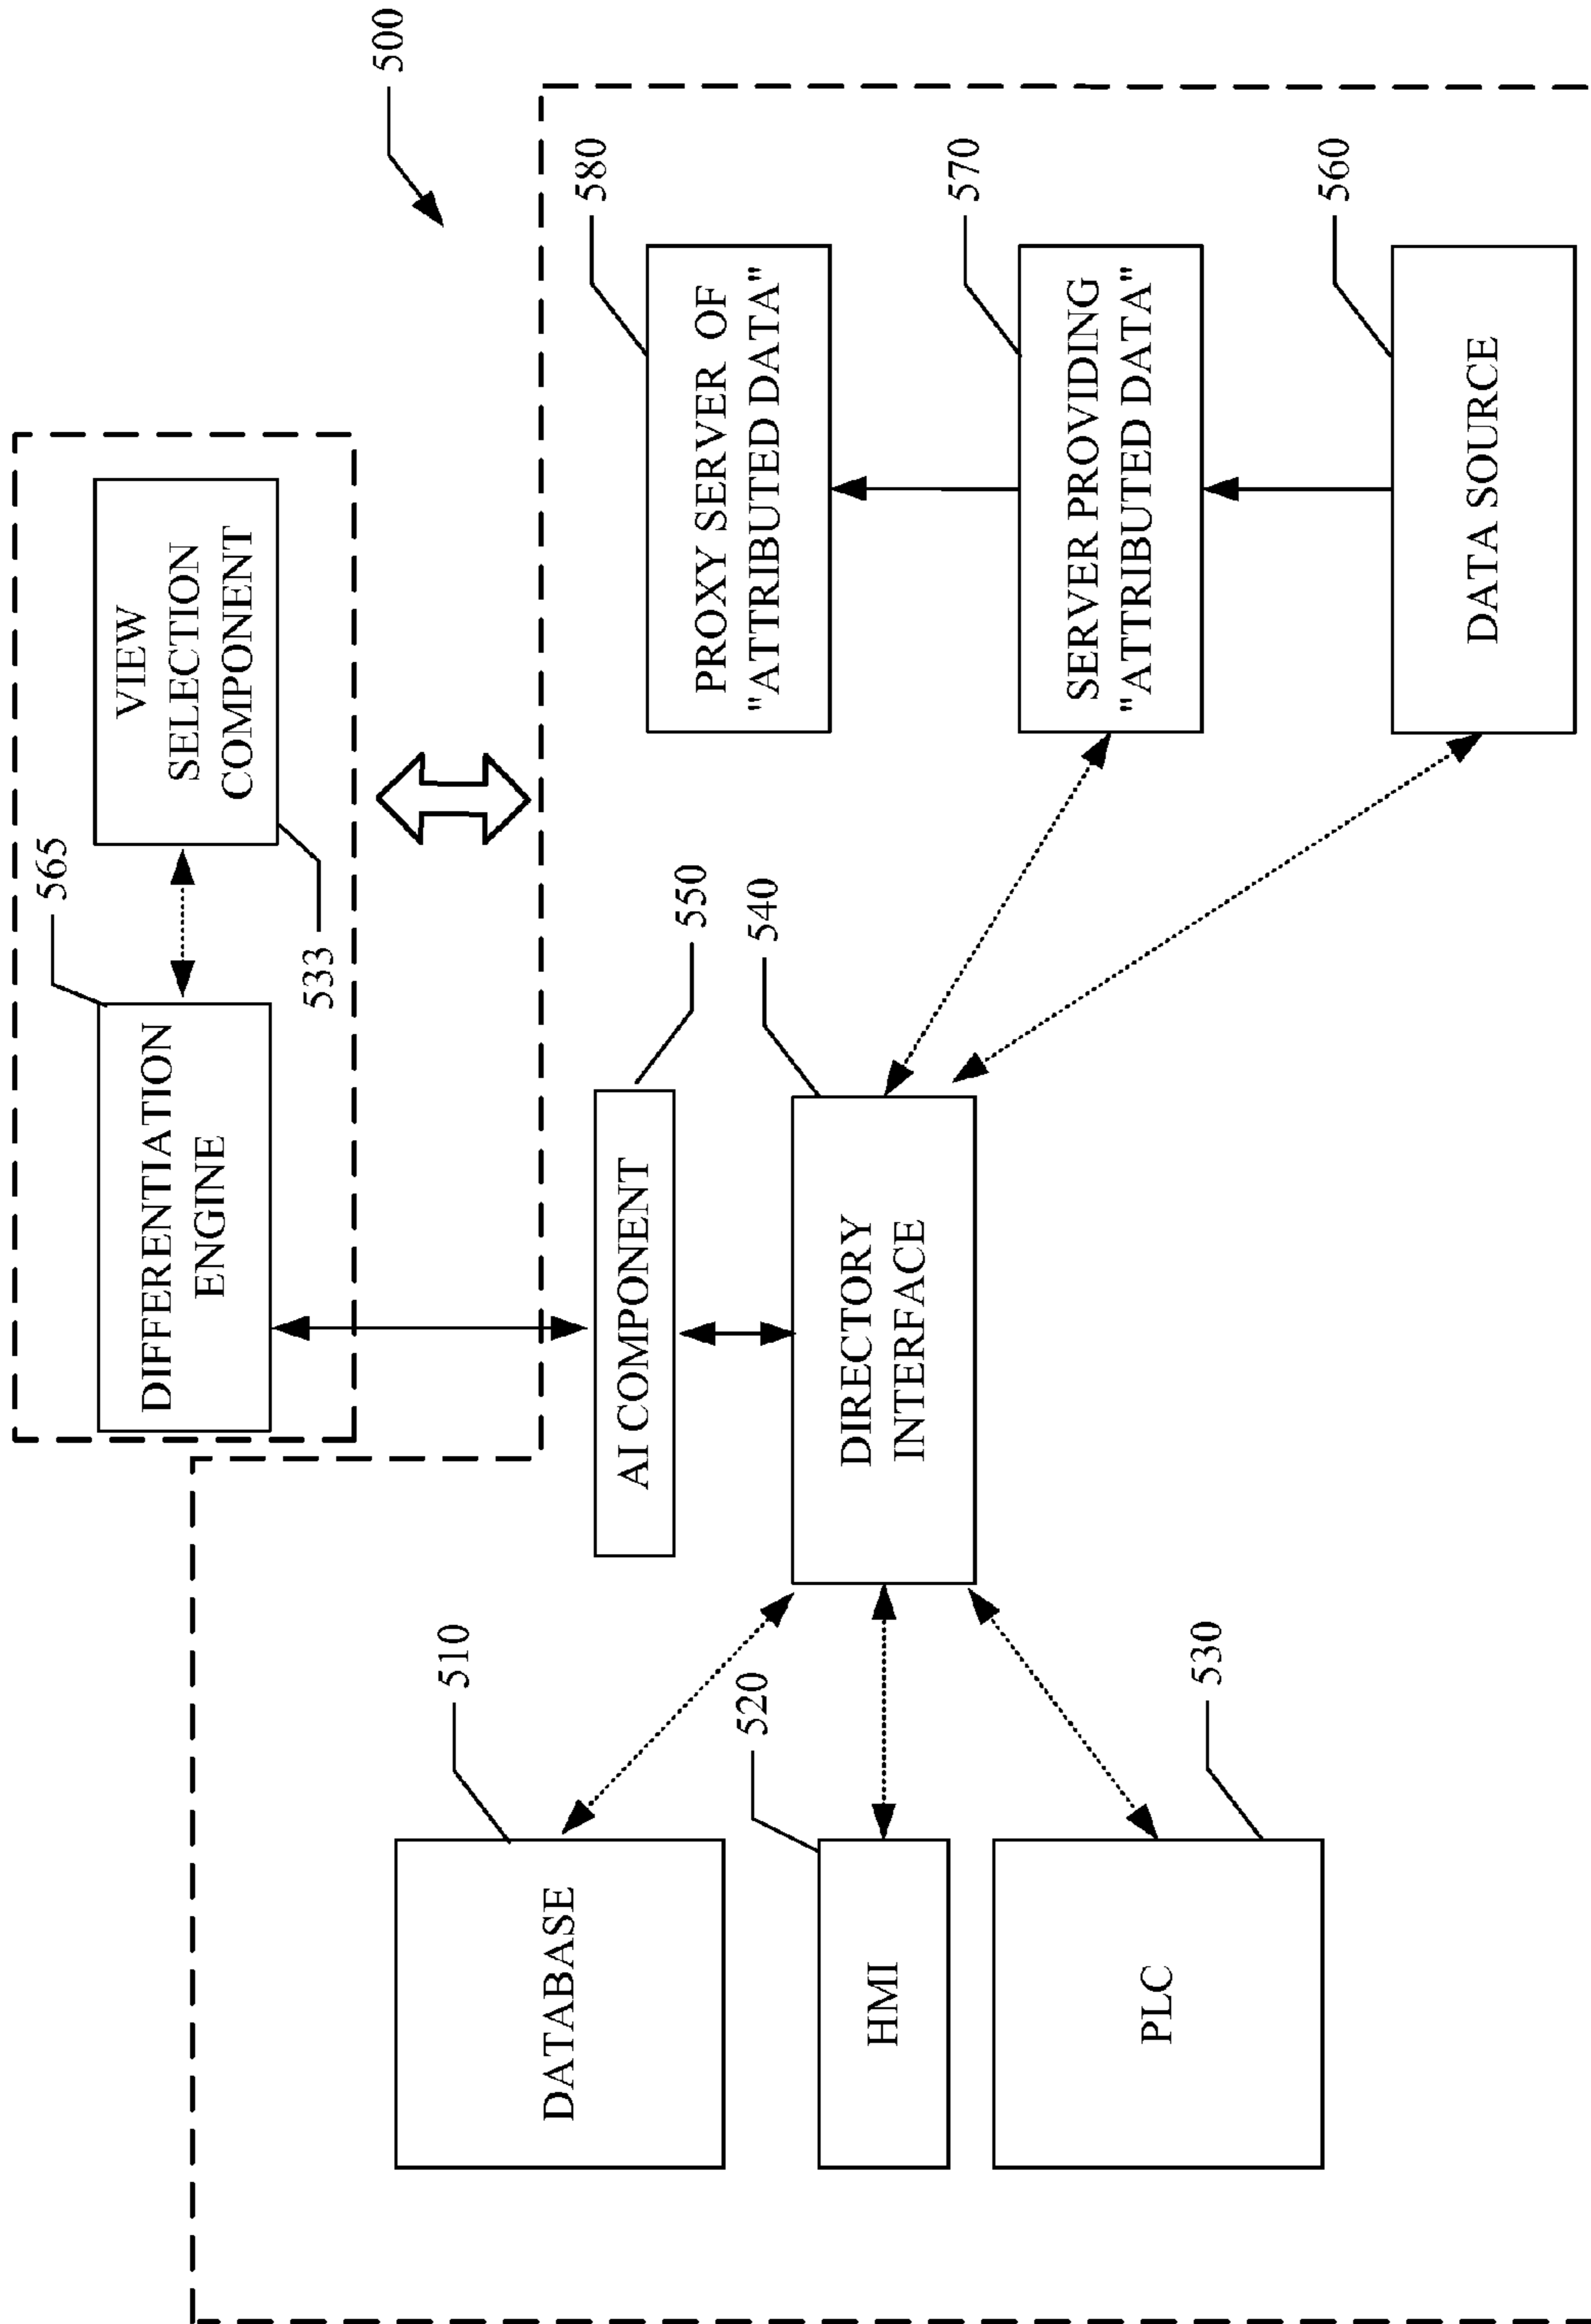 500
565
DIFFERENTIATION
ENGINE
VIEW
SELECTION
COMPONENT
533
510
DATABASE
520
HMI
530
PLC
AI COMPONENT
550
540
DIRECTORY
INTERFACE
580
PROXY SERVER OF
"ATTRIBUTED DATA"
570
SERVER PROVIDING
"ATTRIBUTED DATA"
560
DATA SOURCE